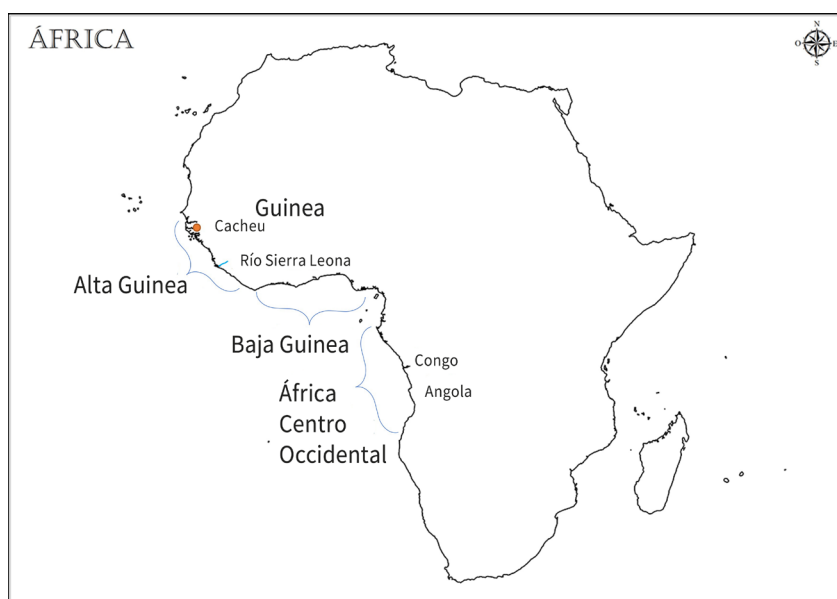 ÁFRICA
N
O
E
S
Guinea
Cacheu
Río Sierra Leona
Alta Guinea
Baja Guinea
Congo
África
Centro
Occidental
Angola